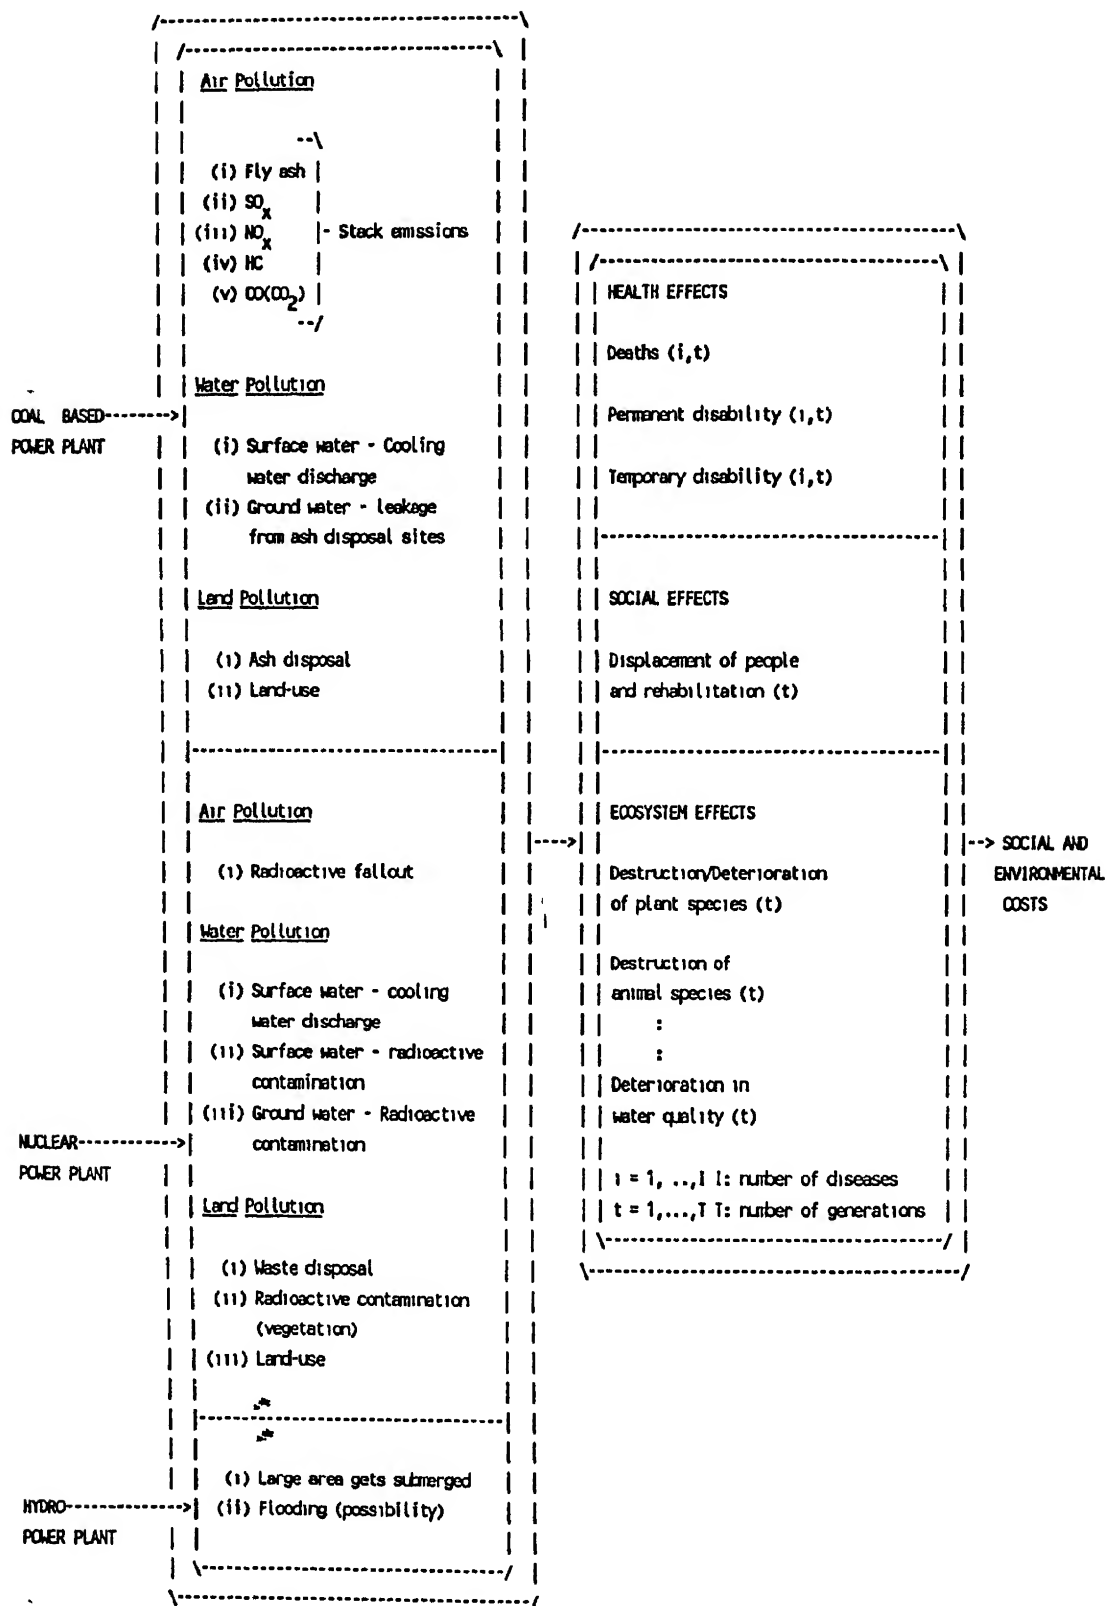 Air Pollution
(i) Fly ash
(ii) SOx
(iii) NOx - Stack emissions
(iv) HC
(v) CO(CO2)
Water Pollution
COAL BASED
POWER PLANT
(i) Surface water - Cooling
water discharge
(ii) Ground water - leakage
from ash disposal sites
Land Pollution
(i) Ash disposal
(ii) Land-use
Air Pollution
(i) Radioactive fallout
Water Pollution
(i) Surface water - cooling
water discharge
(ii) Surface water - radioactive
contamination
(iii) Ground water - Radioactive
contamination
NUCLEAR
POWER PLANT
Land Pollution
(i) Waste disposal
(ii) Radioactive contamination
(vegetation)
(iii) Land-use
(i) Large area gets submerged
(ii) Flooding (possibility)
HYDRO
POWER PLANT
HEALTH EFFECTS
Deaths (i,t)
Permanent disability (i,t)
Temporary disability (i,t)
SOCIAL EFFECTS
Displacement of people
and rehabilitation (t)
ECOSYSTEM EFFECTS
Destruction/Deterioration
of plant species (t)
Destruction of
animal species (t)
:
:
Deterioration in
water quality (t)
i = 1, ..,I I: number of diseases
t = 1,...,T T: number of generations
SOCIAL AND
ENVIRONMENTAL
COSTS